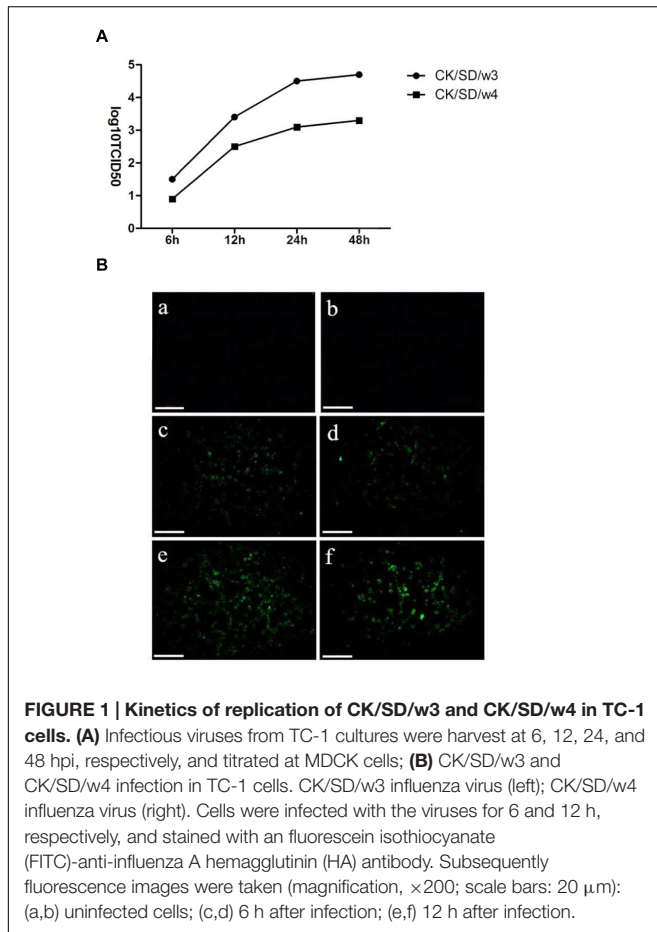 A
5
4
3
2
1
0
log10TCID50
6h 12h 24h 48h
CK/SD/w3
CK/SD/w4
B
a b
c d
e f
FIGURE 1 | Kinetics of replication of CK/SD/w3 and CK/SD/w4 in TC-1
cells. (A) Infectious viruses from TC-1 cultures were harvest at 6, 12, 24, and
48 hpi, respectively, and titrated at MDCK cells; (B) CK/SD/w3 and
CK/SD/w4 infection in TC-1 cells. CK/SD/w3 influenza virus (left); CK/SD/w4
influenza virus (right). Cells were infected with the viruses for 6 and 12 h,
respectively, and stained with an fluorescein isothiocyanate
(FITC)-anti-influenza A hemagglutinin (HA) antibody. Subsequently
fluorescence images were taken (magnification, ×200; scale bars: 20 μm):
(a,b) uninfected cells; (c,d) 6 h after infection; (e,f) 12 h after infection.